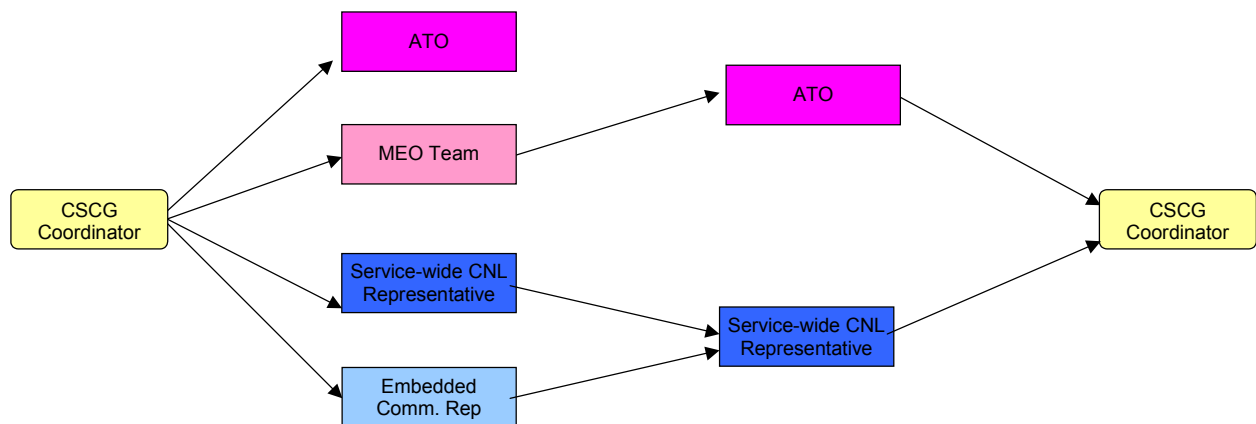 ATO
MEO Team
CSCG
Coordinator
Service-wide CNL
Representative
Embedded
Comm. Rep
ATO
Service-wide CNL
Representative
CSCG
Coordinator